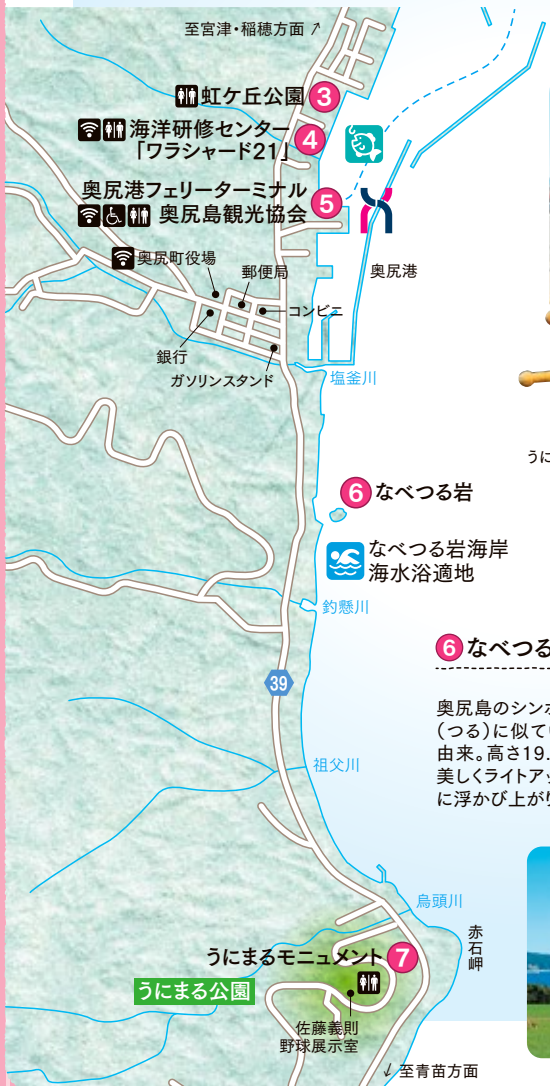 至宮津・稲穂方面↗
虹ケ丘公園 3
海洋研修センター
「ワラシャード21」 4
奥尻港フェリーターミナル
奥尻島観光協会 5
奥尻港
奥尻町役場
郵便局
コンビニ
銀行
ガソリンスタンド
塩釜川
うに
6 なべつる岩
なべつる岩海岸
海水浴適地
釣懸川
6 なべつる
39
奥尻島のシンボ
(つる)に似てい
由来。高さ19.
美しくライトアッ
に浮かび上がり
祖父川
烏頭川
赤石岬
うにまるモニュメント 7
うにまる公園
佐藤義則
野球展示室
↙至青苗方面